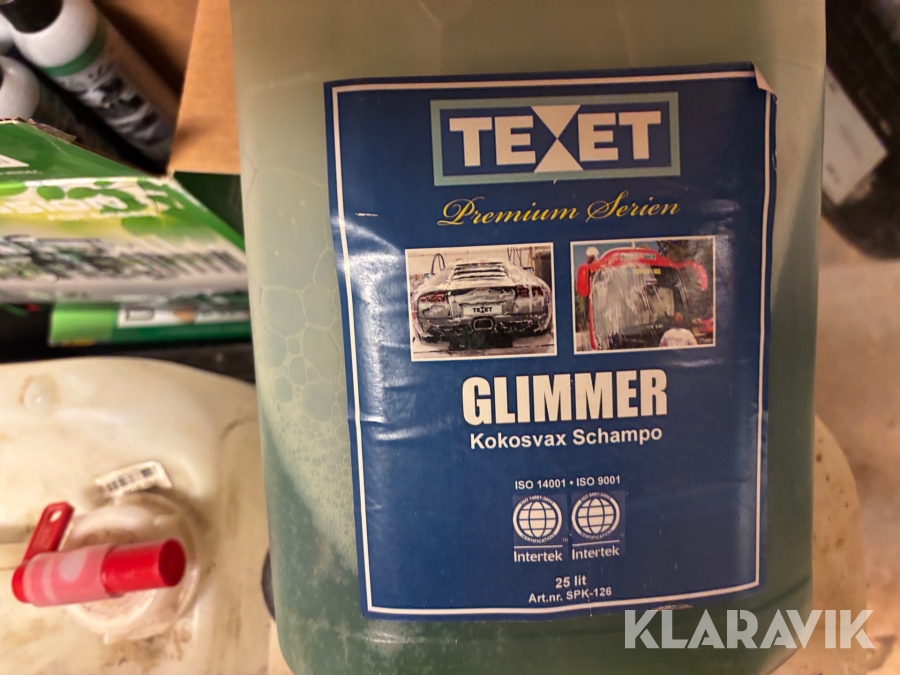 TEXET
Premium Serien
TEXET
GLIMMER
Kokosvax Schampo
ISO 14001 • ISO 9001
Intertek
Intertek
25 lit
Art.nr. SPK-126
KLARAVIK